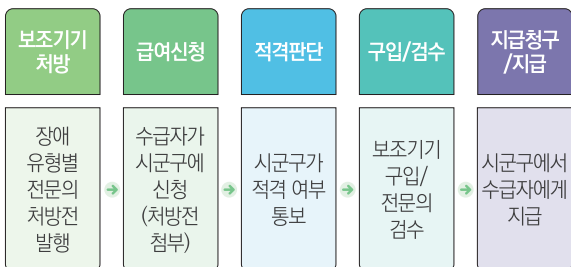 보조기기
처방
급여신청
적격판단
구입/검수
지급청구
/지급
장애
유형별
전문의
처방전
발행
수급자가
시군구에
신청
(처방전
첨부)
시군구가
적격 여부
통보
보조기기
구입/
전문의
검수
시군구에서
수급자에게
지급